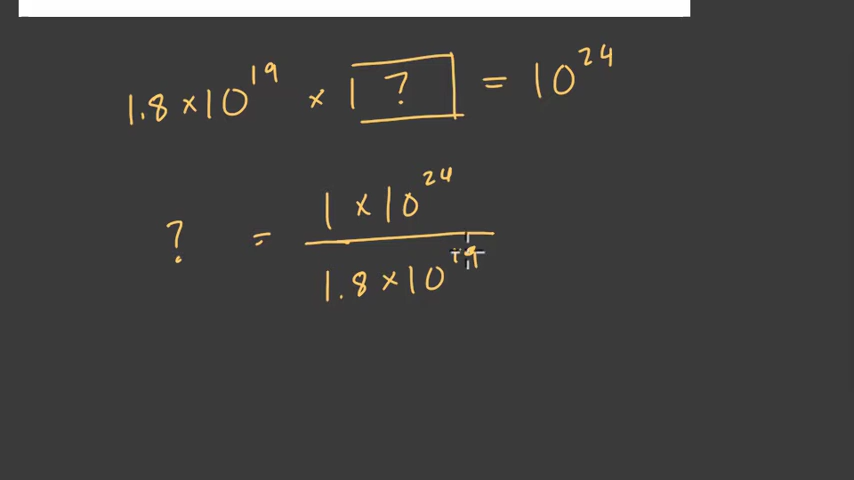 1.8 × 10^19 × ? = 10^24
? = 1 × 10^24 / 1.8 × 10^19